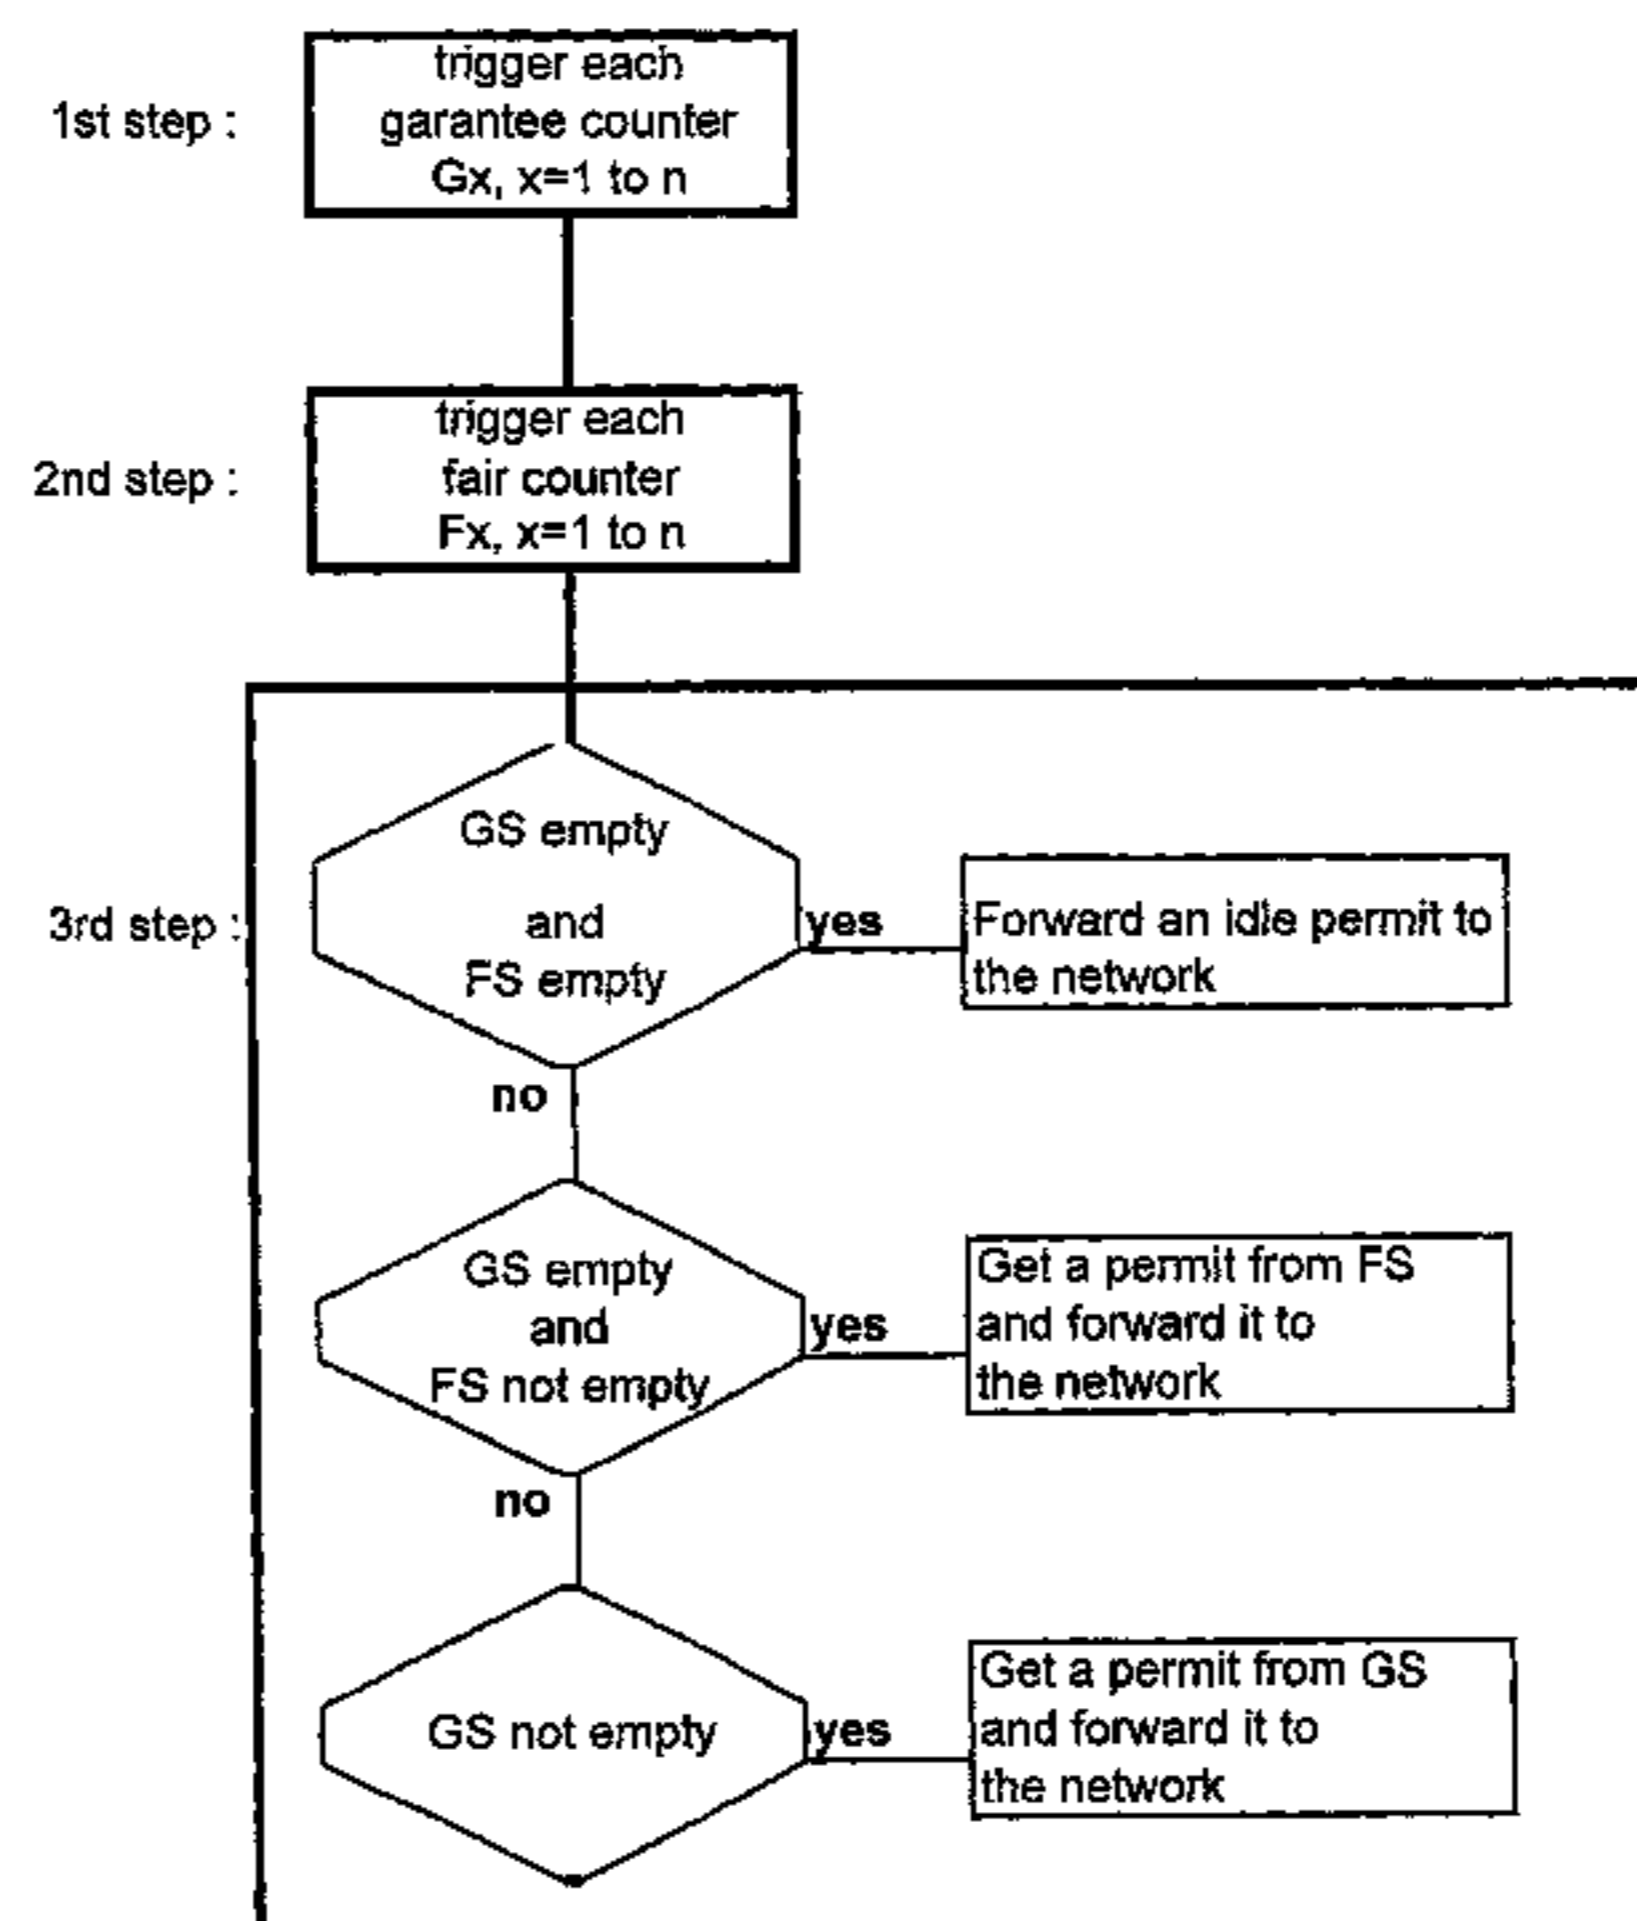 trigger each
1st step :
garantee counter
Gx, x=1 to n
trigger each
2nd step :
fair counter
Fx, x=1 to n
GS empty
3rd step :
and
FS empty
yes
Forward an idle permit to
the network
no
GS empty
and
FS not empty
yes
Get a permit from FS
and forward it to
the network
no
GS not empty
yes
Get a permit from GS
and forward it to
the network